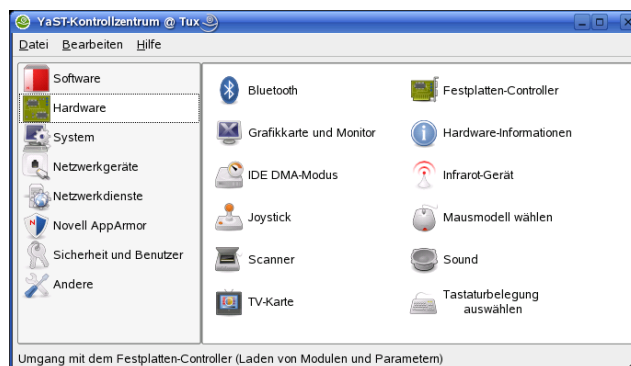 YaST-Kontrollzentrum @ Tux
Datei Bearbeiten Hilfe
Software
Hardware
System
Netzwerkgeräte
Netzwerkdienste
Novell AppArmor
Sicherheit und Benutzer
Andere
Bluetooth
Festplatten-Controller
Grafikkarte und Monitor
Hardware-Informationen
IDE DMA-Modus
Infrarot-Gerät
Joystick
Mausmodell wählen
Scanner
Sound
TV-Karte
Tastaturbelegung
auswählen
Umgang mit dem Festplatten-Controller (Laden von Modulen und Parametern)